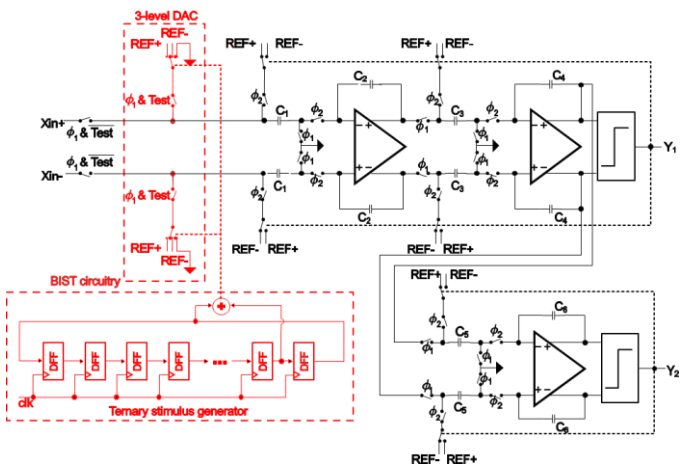 3-level DAC
REF-
REF+
REF+ REF-
REF+ REF-
C2
C4
ϕ1 & Test
ϕ2
C1
ϕ2
ϕ2
ϕ1
C3
ϕ2
Xin+
ϕ1 & Test
ϕ1
ϕ1
ϕ1
ϕ1
Y1
ϕ1 & Test
Xin-
ϕ1 & Test
ϕ2
C1
ϕ2
ϕ2
ϕ1
C3
ϕ2
C2
C4
REF+
REF-
REF- REF+
REF- REF+
BIST circuitry
REF+ REF-
C6
ϕ2
C5
ϕ2
ϕ1
ϕ1
ϕ1
Y2
DFF DFF DFF DFF DFF DFF
ϕ1
ϕ2
C5
ϕ2
C6
clk
Ternary stimulus generator
REF- REF+